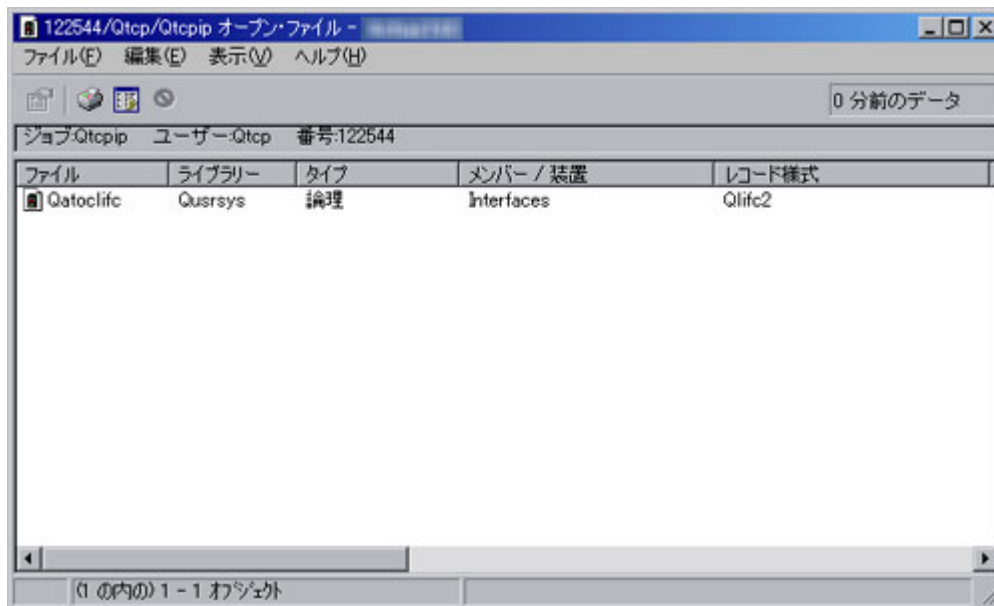 122544/Qtcp/Qtcpip オープン・ファイル -
ファイル(F) 編集(E) 表示(V) ヘルプ(H)
0 分前のデータ
ジョブ:Qtcpip ユーザー:Qtcp 番号:122544
ファイル ライブラリー タイプ メンバー / 装置 レコード様式
Qatoclifc Qusrsys 論理 Interfaces Qlifc2
(1 の内の) 1 - 1 オブジェクト